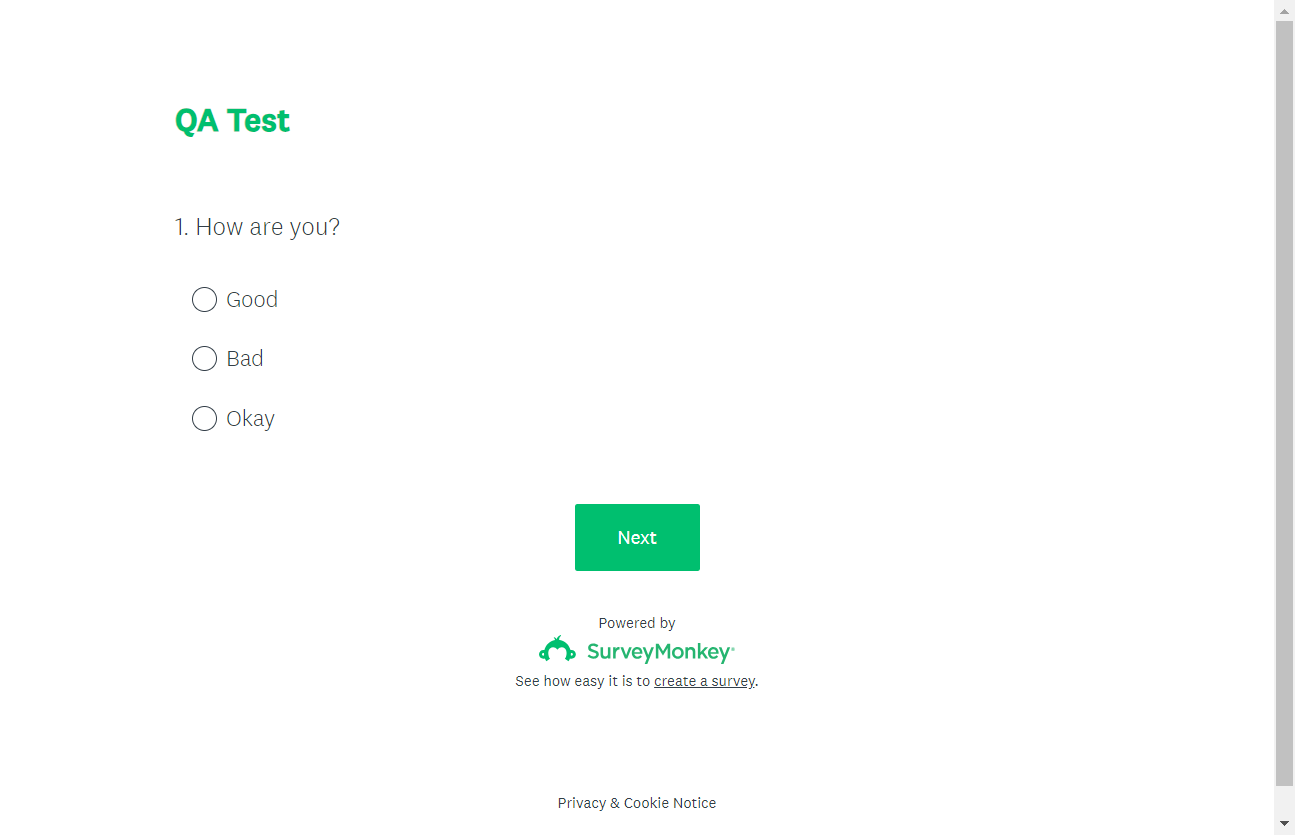 QA Test
1. How are you?
Good
Bad
Okay
Next
Powered by
SurveyMonkey®
See how easy it is to create a survey.
Privacy & Cookie Notice